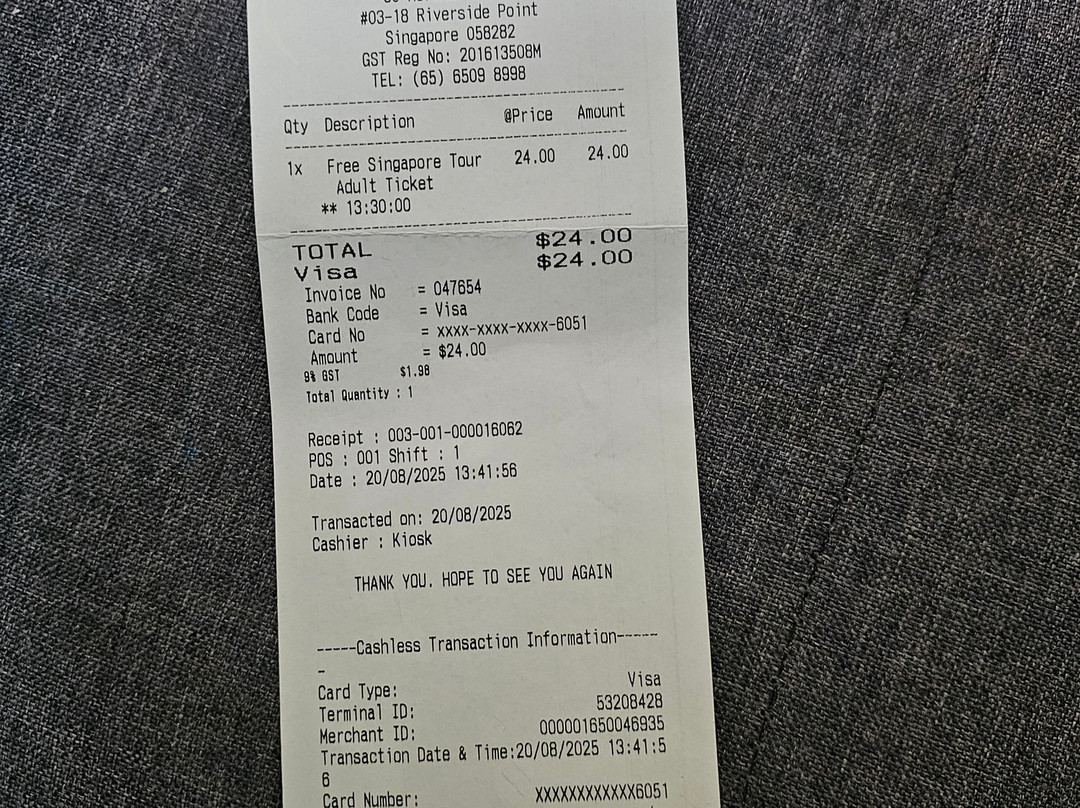 #03-18 Riverside Point
Singapore 058282
GST Reg No: 201613508M
TEL: (65) 6509 8998
Qty Description @Price Amount
1x Free Singapore Tour 24.00 24.00
Adult Ticket
** 13:30:00
TOTAL $24.00
Visa $24.00
Invoice No = 047654
Bank Code = Visa
Card No = xxxx-xxxx-xxxx-6051
Amount = $24.00
9% GST $1.98
Total Quantity : 1
Receipt : 003-001-000016062
POS : 001 Shift : 1
Date : 20/08/2025 13:41:56
Transacted on: 20/08/2025
Cashier : Kiosk
THANK YOU. HOPE TO SEE YOU AGAIN
-----Cashless Transaction Information-----
-
Card Type: Visa
Terminal ID: 53208428
Merchant ID: 000001650046935
Transaction Date & Time:20/08/2025 13:41:5
6
Card Number: XXXXXXXXXXXX6051